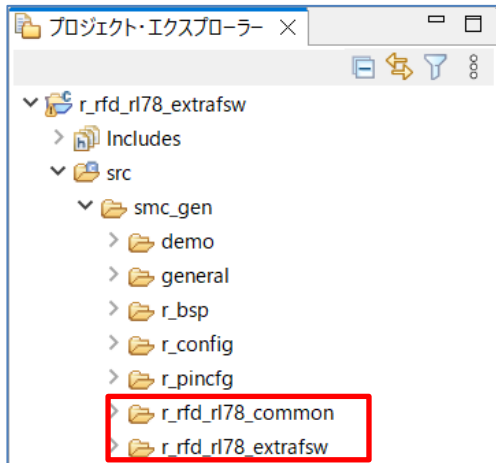 プロジェクト・エクスプローラー
r_rfd_rl78_extrafsw
Includes
src
smc_gen
demo
general
r_bsp
r_config
r_pincfg
r_rfd_rl78_common
r_rfd_rl78_extrafsw